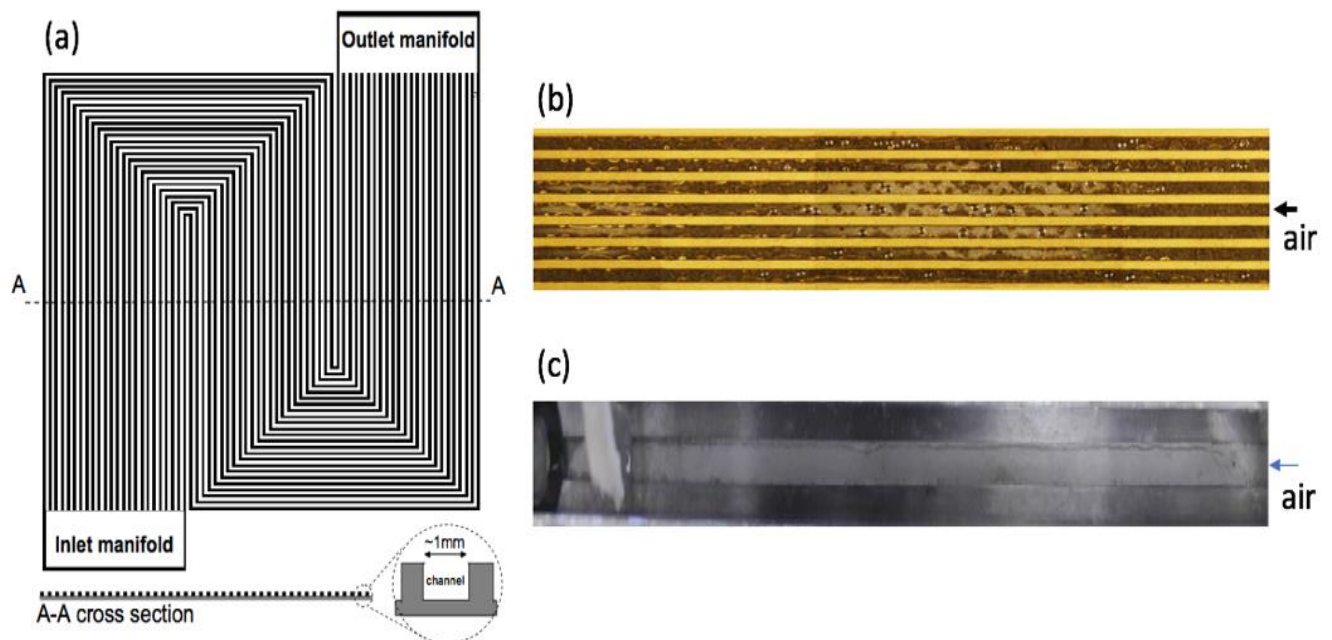 (a)
Outlet manifold
A
A
Inlet manifold
~1mm
channel
A-A cross section
(b)
air
(c)
air